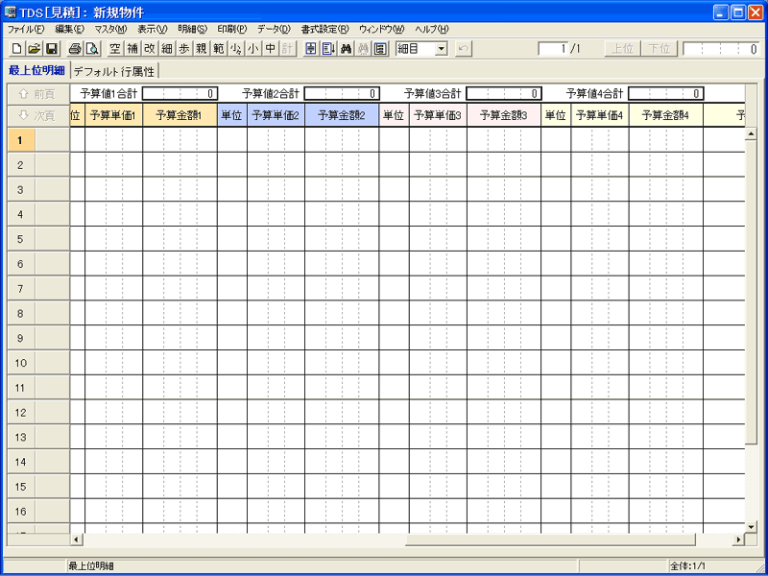 TDS[見積]：新規物件
ファイル(F) 編集(E) マスタ(M) 表示(V) 明細(S) 印刷(P) データ(D) 書式設定(R) ウィンドウ(W) ヘルプ(H)
空 補 改 細 歩 親 範 小 中 計 細目 1 /1 上位 下位 0
最上位明細 デフォルト行属性
前頁 予算値1合計 0 予算値2合計 0 予算値3合計 0 予算値4合計 0
次頁 位 予算単価1 予算金額1 単位 予算単価2 予算金額2 単位 予算単価3 予算金額3 単位 予算単価4 予算金額4 予
1
2
3
4
5
6
7
8
9
10
11
12
13
14
15
16
最上位明細 全体:1/1